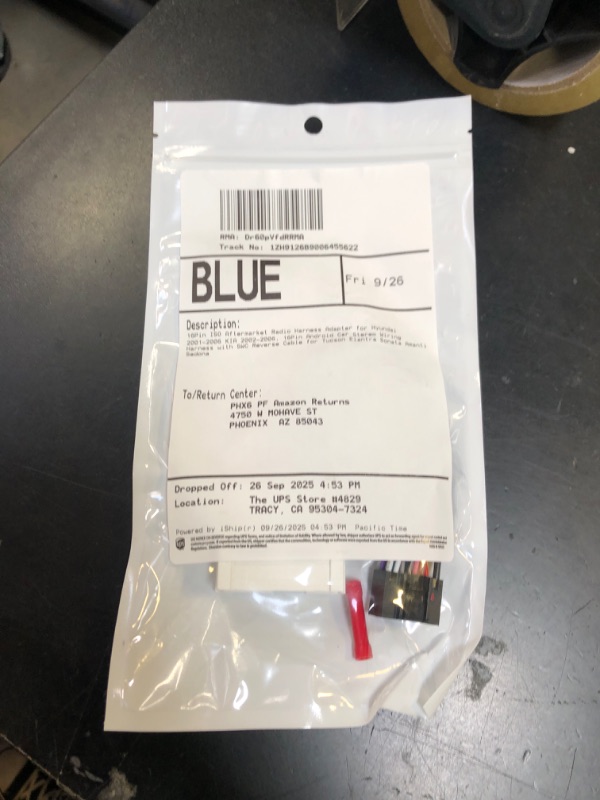 RMA: Dr60pVfdRRMA
Track No: 1ZH912689006455622
BLUE
Fri 9/26
Description:
16Pin ISO Aftermarket Radio Harness Adapter for Hyundai
2001-2006 KIA 2002-2006, 16Pin Android Car Stereo Wiring
Harness with SWC Reverse Cable for Tucson Elantra Sonata Amanti
Sedona
To/Return Center:
PHX6 PF Amazon Returns
4750 W MOHAVE ST
PHOENIX AZ 85043
Dropped Off: 26 Sep 2025 4:53 PM
Location: The UPS Store #4829
TRACY, CA 95304-7324
Powered by iShip(r) 09/26/2025 04:53 PM Pacific Time